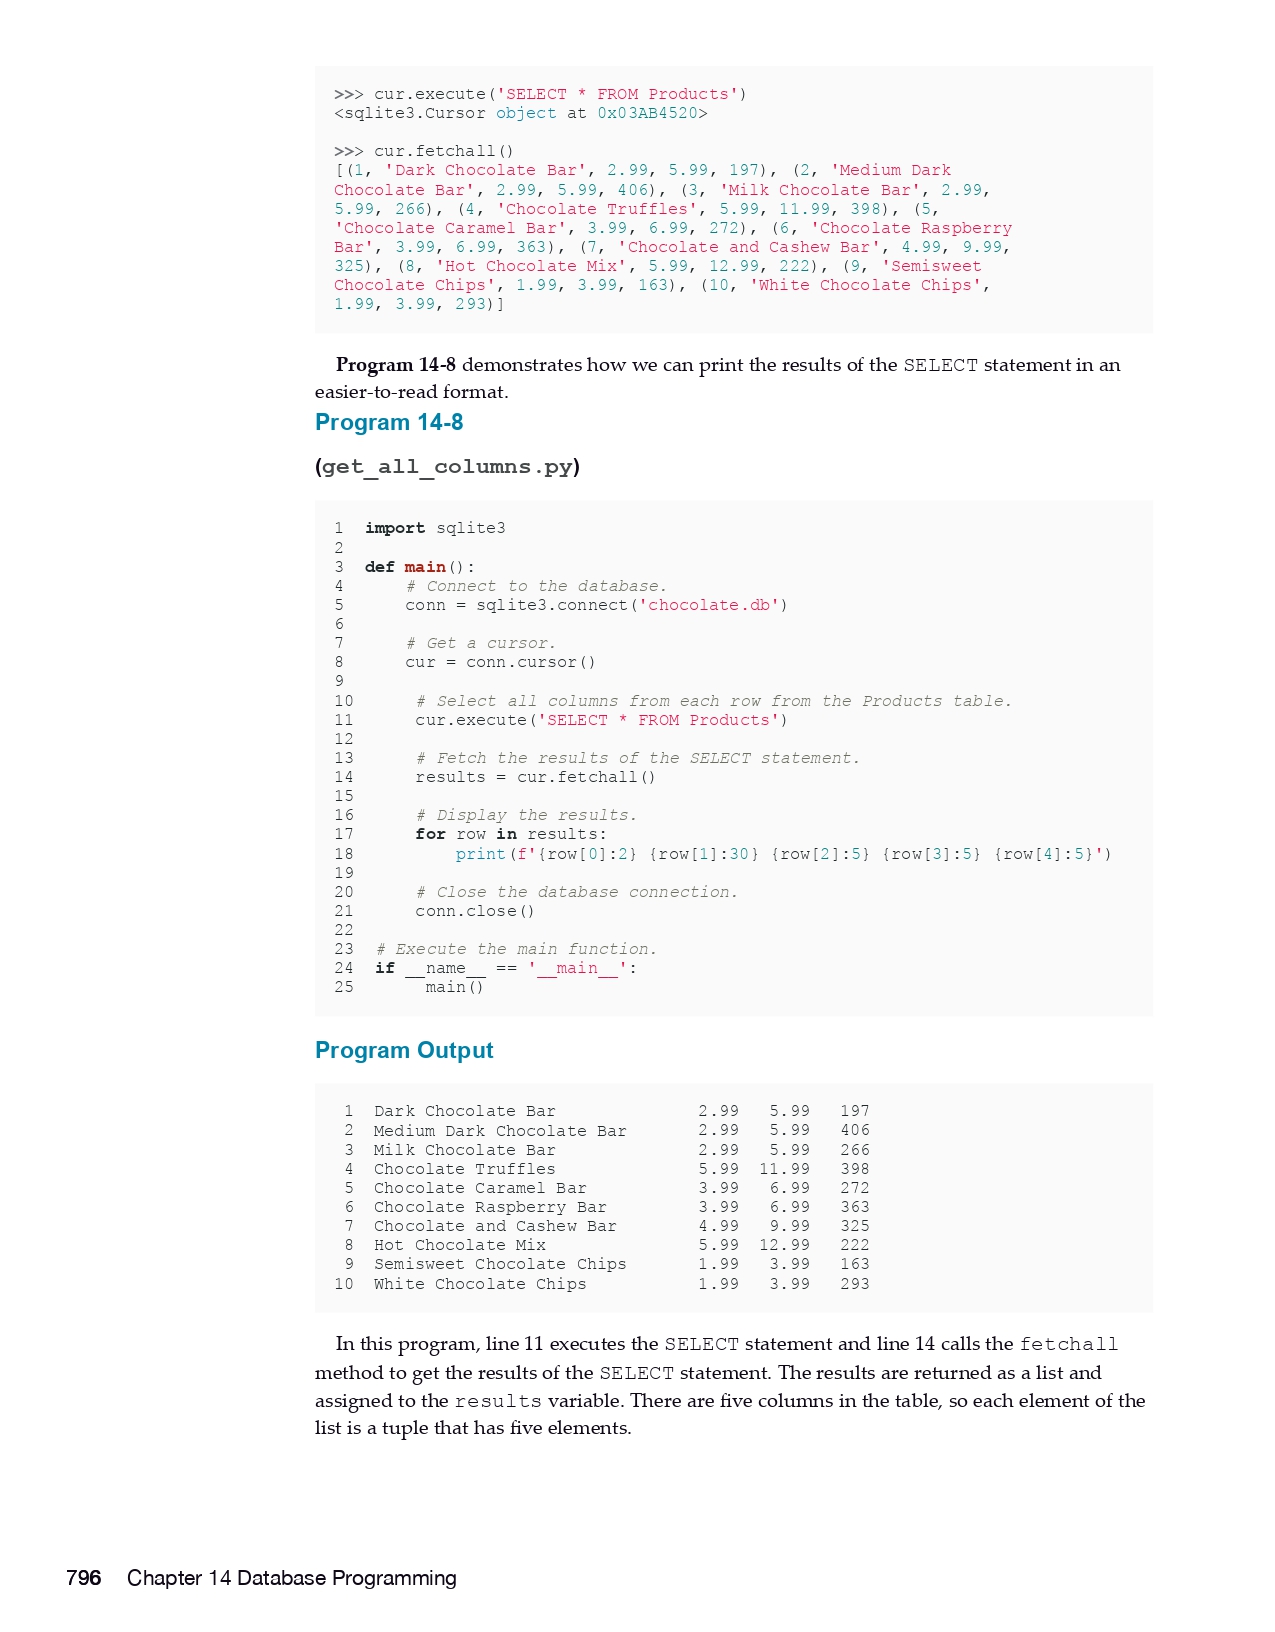 >>> cur.execute('SELECT * FROM Products')
<sqlite3.Cursor object at 0x03AB4520>
>>> cur.fetchall()
[(1, 'Dark Chocolate Bar', 2.99, 5.99, 197), (2, 'Medium Dark
Chocolate Bar', 2.99, 5.99, 406), (3, 'Milk Chocolate Bar', 2.99,
5.99, 266), (4, 'Chocolate Truffles', 5.99, 11.99, 398), (5,
'Chocolate Caramel Bar', 3.99, 6.99, 272), (6, 'Chocolate Raspberry
Bar', 3.99, 6.99, 363), (7, 'Chocolate and Cashew Bar', 4.99, 9.99,
325), (8, 'Hot Chocolate Mix', 5.99, 12.99, 222), (9, 'Semisweet
Chocolate Chips', 1.99, 3.99, 163), (10, 'White Chocolate Chips',
1.99, 3.99, 293)]
Program 14-8 demonstrates how we can print the results of the SELECT statement in an
easier-to-read format.
Program 14-8
(get_all_columns.py)
1 import sqlite3
2
3 def main():
4     # Connect to the database.
5     conn = sqlite3.connect('chocolate.db')
6
7     # Get a cursor.
8     cur = conn.cursor()
9
10     # Select all columns from each row from the Products table.
11     cur.execute('SELECT * FROM Products')
12
13     # Fetch the results of the SELECT statement.
14     results = cur.fetchall()
15
16     # Display the results.
17     for row in results:
18         print(f'{row[0]:2} {row[1]:30} {row[2]:5} {row[3]:5} {row[4]:5}')
19
20     # Close the database connection.
21     conn.close()
22
23 # Execute the main function.
24 if __name__ == '__main__':
25     main()
Program Output
1 Dark Chocolate Bar 2.99 5.99 197
2 Medium Dark Chocolate Bar 2.99 5.99 406
3 Milk Chocolate Bar 2.99 5.99 266
4 Chocolate Truffles 5.99 11.99 398
5 Chocolate Caramel Bar 3.99 6.99 272
6 Chocolate Raspberry Bar 3.99 6.99 363
7 Chocolate and Cashew Bar 4.99 9.99 325
8 Hot Chocolate Mix 5.99 12.99 222
9 Semisweet Chocolate Chips 1.99 3.99 163
10 White Chocolate Chips 1.99 3.99 293
In this program, line 11 executes the SELECT statement and line 14 calls the fetchall
method to get the results of the SELECT statement. The results are returned as a list and
assigned to the results variable. There are five columns in the table, so each element of the
list is a tuple that has five elements.
796 Chapter 14 Database Programming